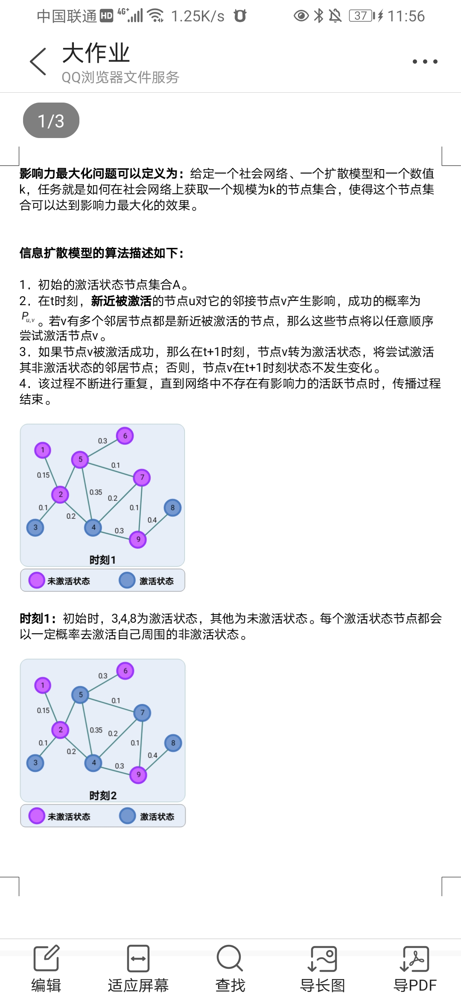 中国联通 HD 4G+ 1.25K/s 37 11:56
大作业
QQ浏览器文件服务
1/3
影响力最大化问题可以定义为：给定一个社会网络、一个扩散模型和一个数值
k，任务就是如何在社会网络上获取一个规模为k的节点集合，使得这个节点集
合可以达到影响力最大化的效果。
信息扩散模型的算法描述如下：
1．初始的激活状态节点集合A。
2．在t时刻，新近被激活的节点u对它的邻接节点v产生影响，成功的概率为
Pu,v 。若v有多个邻居节点都是新近被激活的节点，那么这些节点将以任意顺序
尝试激活节点v。
3．如果节点v被激活成功，那么在t+1时刻，节点v转为激活状态，将尝试激活
其非激活状态的邻居节点；否则，节点v在t+1时刻状态不发生变化。
4．该过程不断进行重复，直到网络中不存在有影响力的活跃节点时，传播过程
结束。
6
0.3
1
5
0.1
0.15
7
0.35
2
0.2
0.1
0.1
8
0.2
0.4
3
4
0.3
9
时刻1
未激活状态 激活状态
时刻1：初始时，3,4,8为激活状态，其他为未激活状态。每个激活状态节点都会
以一定概率去激活自己周围的非激活状态。
6
0.3
1
5
0.1
0.15
7
2
0.35
0.2
0.1
0.1
8
0.2
0.4
3
4
0.3
9
时刻2
未激活状态 激活状态
编辑 适应屏幕 查找 导长图 导PDF